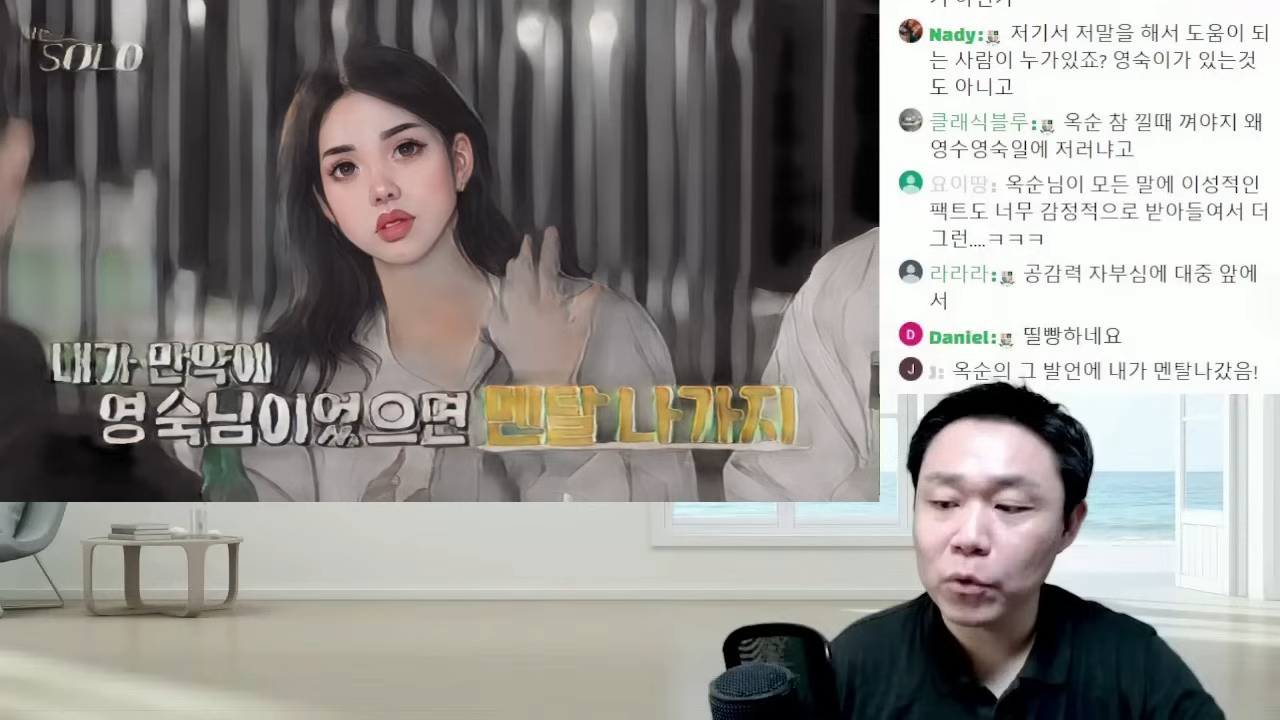 SOLO
내가 만약에
영숙님이었으면 멘탈 나가지
Nady: 저기서 저말을 해서 도움이 되
는 사람이 누가있죠? 영숙이가 있는것
도 아니고
클래식블루: 옥순 참 낄때 껴야지 왜
영수영숙일에 저러냐고
요이땅: 옥순님이 모든 말에 이성적인
팩트도 너무 감정적으로 받아들여서 더
그런....ㅋㅋㅋ
라라라: 공감력 자부심에 대중 앞에
서
D Daniel: 띨빵하네요
J J: 옥순의 그 발언에 내가 멘탈나갔음!